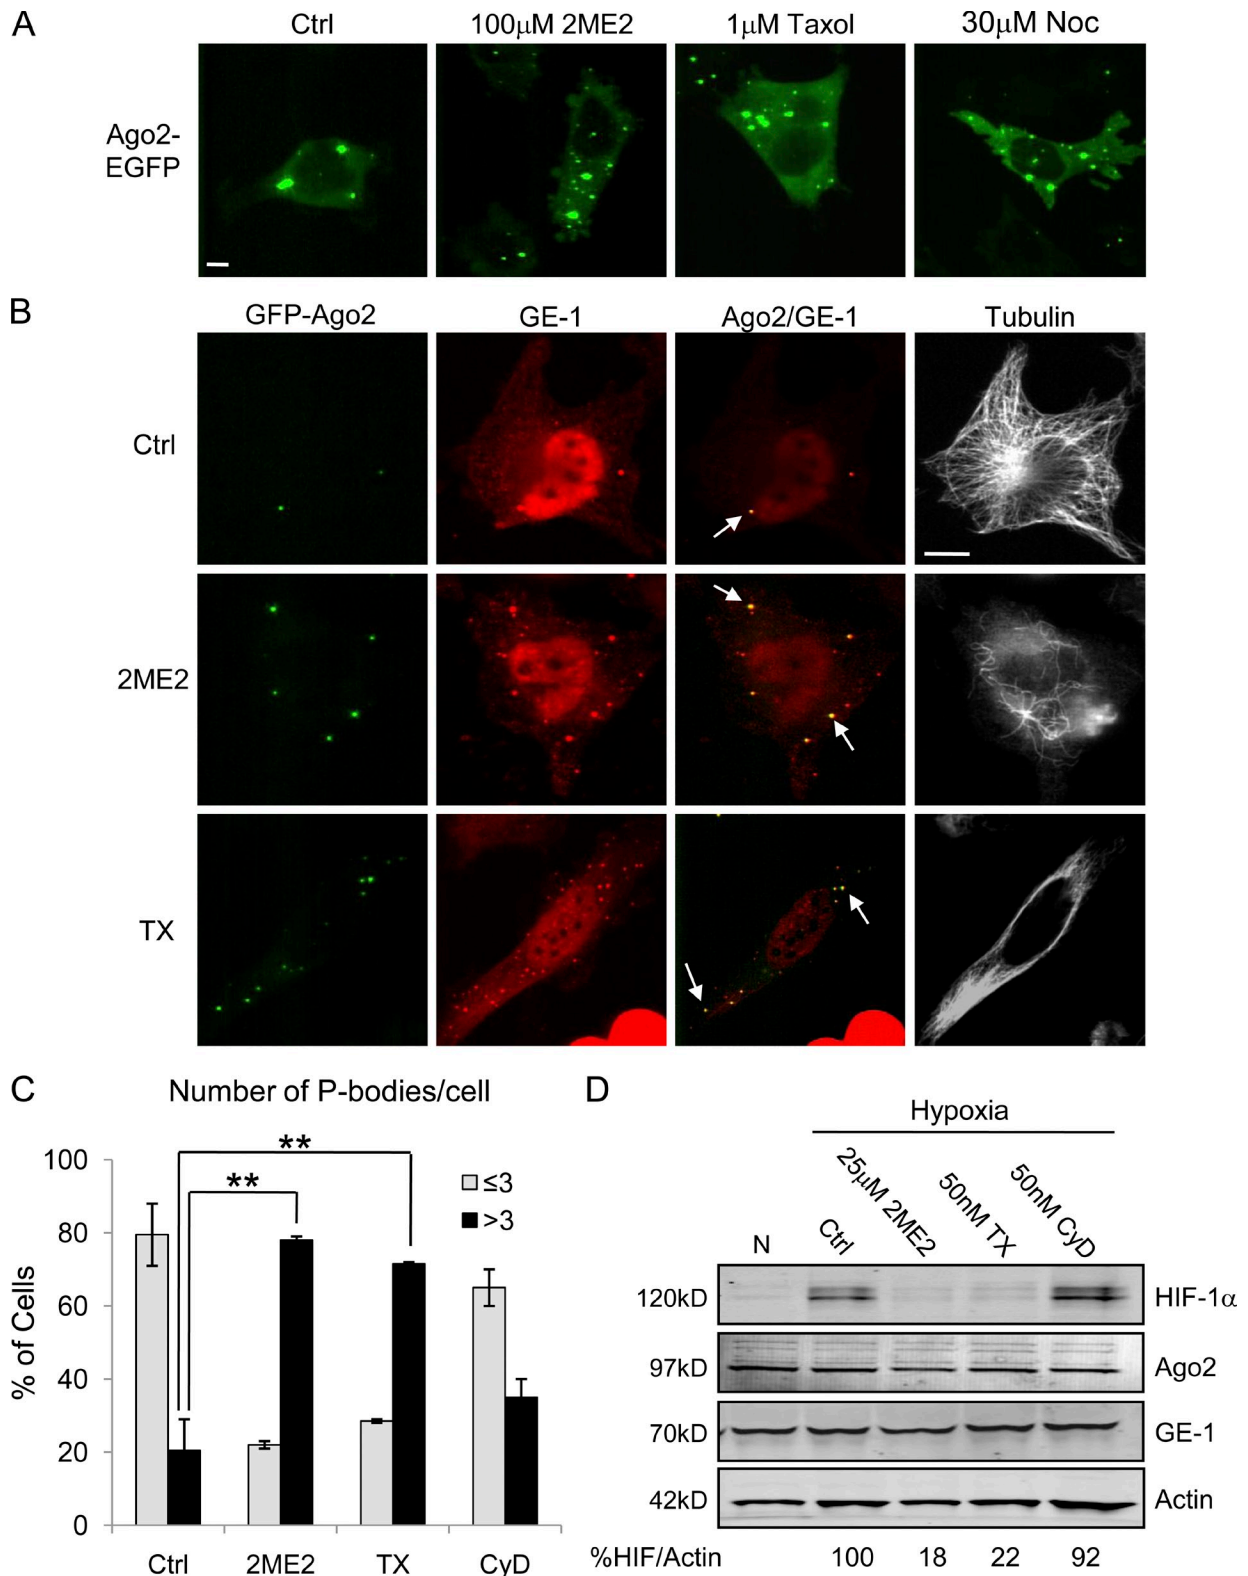 A
Ctrl
100μM 2ME2
1μM Taxol
30μM Noc
Ago2-
EGFP
B
GFP-Ago2
GE-1
Ago2/GE-1
Tubulin
Ctrl
2ME2
TX
C
Number of P-bodies/cell
% of Cells
100
80
60
40
20
0
**
**
≤3
>3
Ctrl
2ME2
TX
CyD
D
Hypoxia
N
Ctrl
25μM 2ME2
50nM TX
50nM CyD
120kD
HIF-1α
97kD
Ago2
70kD
GE-1
42kD
Actin
%HIF/Actin 100 18 22 92